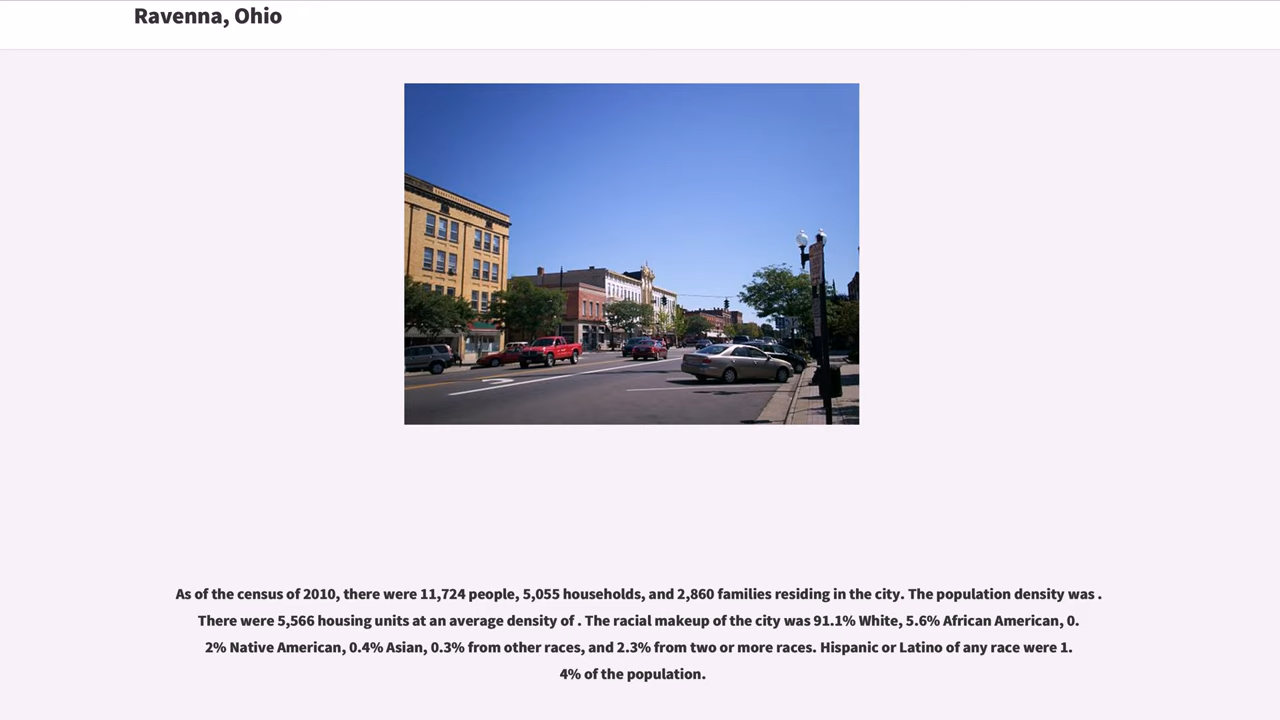 Ravenna, Ohio
As of the census of 2010, there were 11,724 people, 5,055 households, and 2,860 families residing in the city. The population density was .
There were 5,566 housing units at an average density of . The racial makeup of the city was 91.1% White, 5.6% African American, 0.
2% Native American, 0.4% Asian, 0.3% from other races, and 2.3% from two or more races. Hispanic or Latino of any race were 1.
4% of the population.